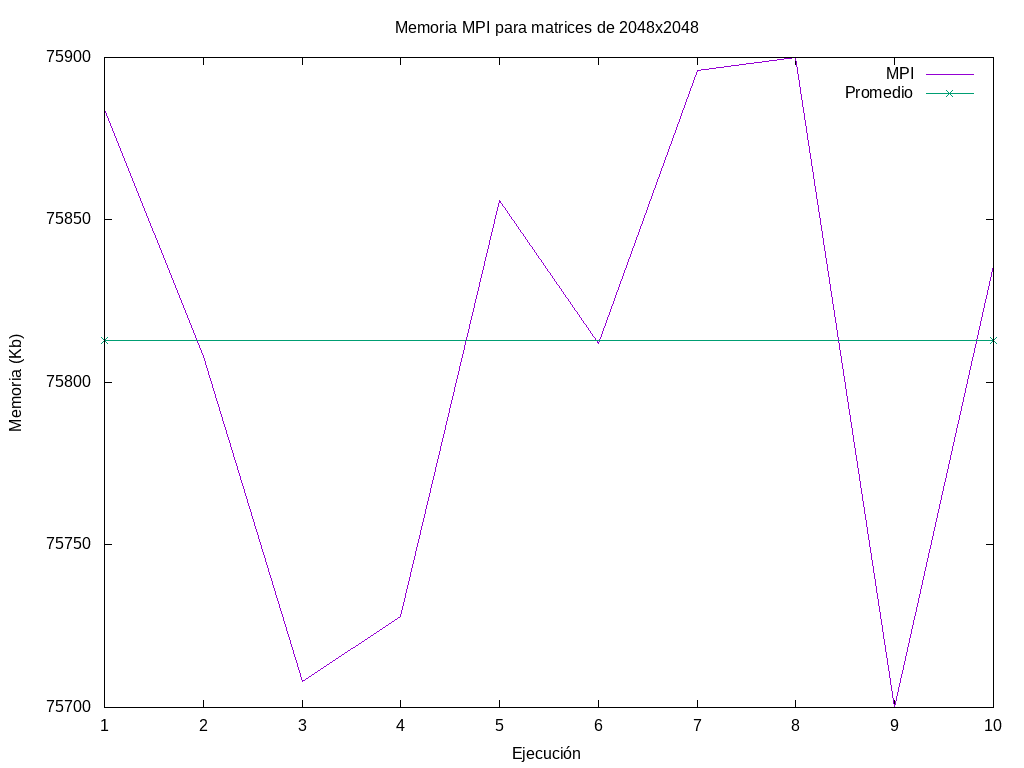 Memoria MPI para matrices de 2048x2048
75900
75850
75800
75750
75700
Memoria (Kb)
MPI
Promedio
1 2 3 4 5 6 7 8 9 10
Ejecución